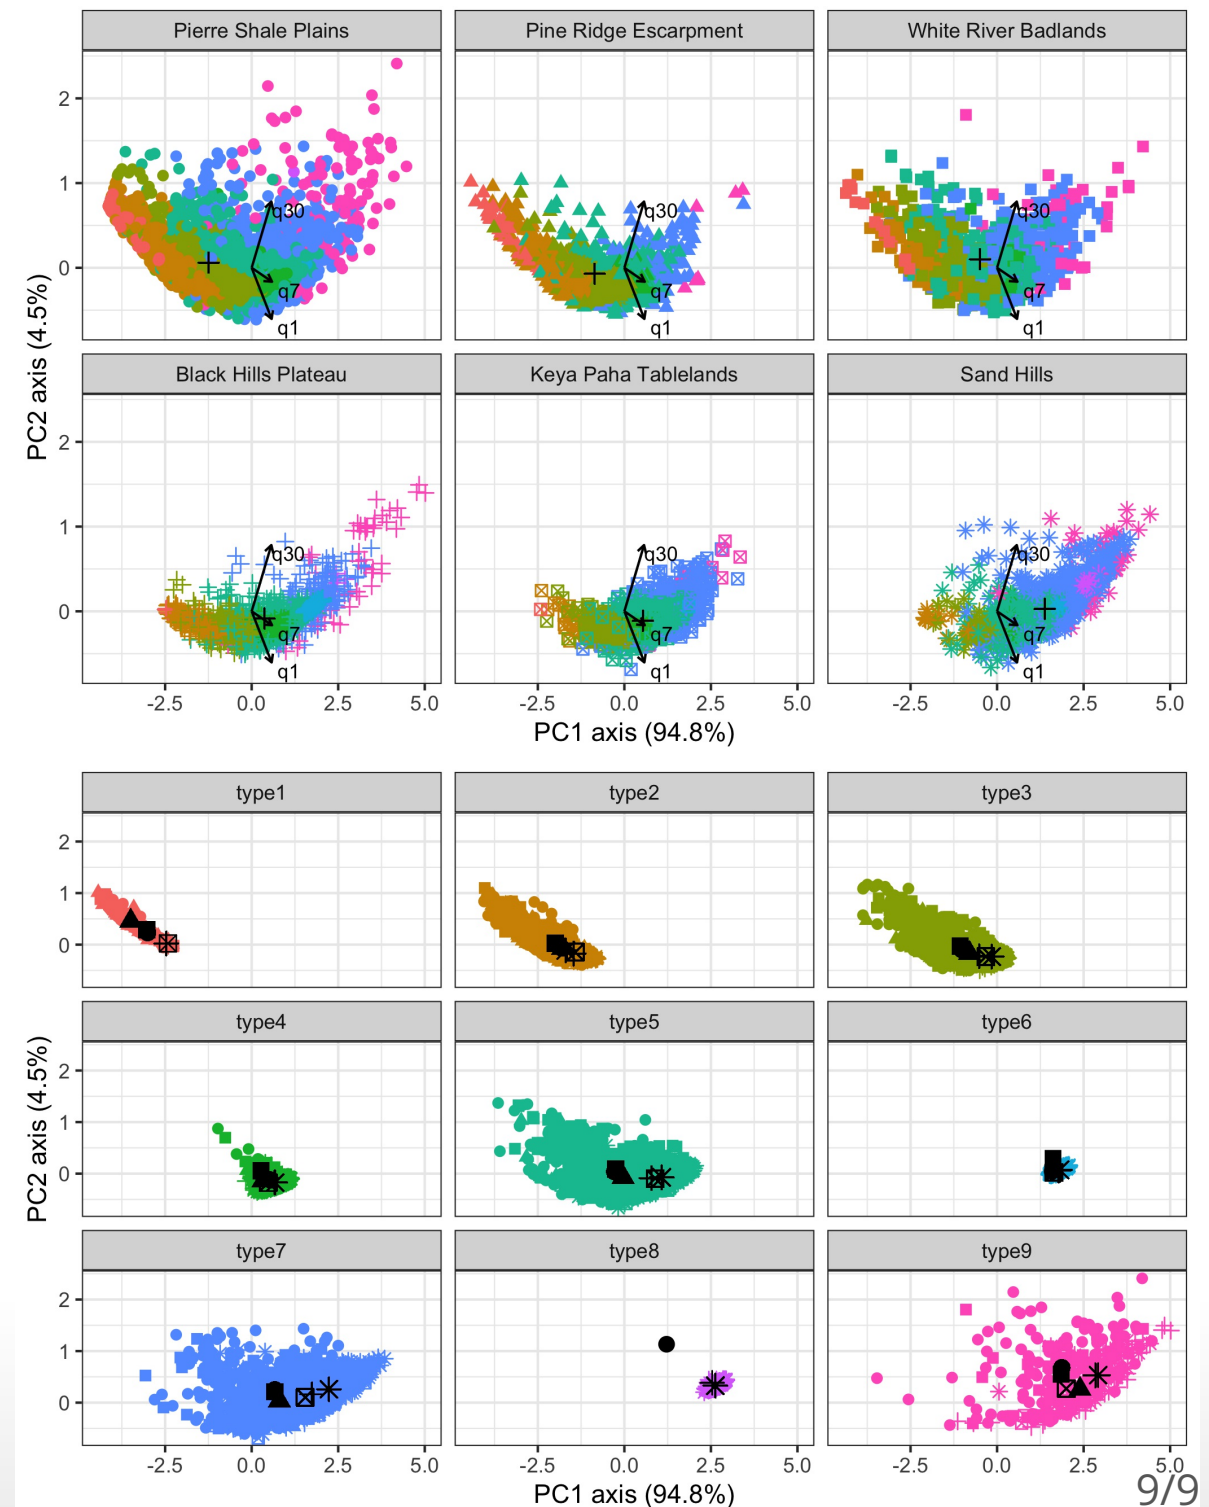 Pierre Shale Plains
Pine Ridge Escarpment
White River Badlands
2
1
0
q30
q7
q1
q30
q7
q1
q30
q7
q1
Black Hills Plateau
Keya Paha Tablelands
Sand Hills
2
1
0
q30
q7
q1
q30
q7
q1
q30
q7
q1
PC2 axis (4.5%)
-2.5 0.0 2.5 5.0
-2.5 0.0 2.5 5.0
-2.5 0.0 2.5 5.0
PC1 axis (94.8%)
type1
type2
type3
2
1
0
type4
type5
type6
2
1
0
type7
type8
type9
2
1
0
PC2 axis (4.5%)
-2.5 0.0 2.5 5.0
-2.5 0.0 2.5 5.0
-2.5 0.0 2.5 5.0
PC1 axis (94.8%)
9/9